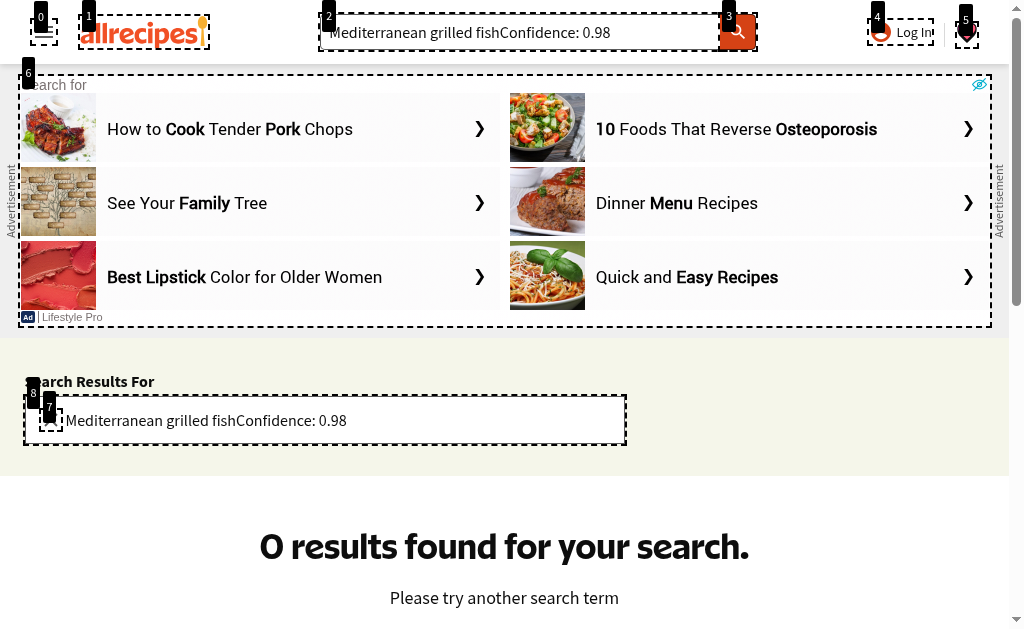 0
1
2
3
4
5
allrecipes
Mediterranean grilled fishConfidence: 0.98
Log In
6
Search for
Advertisement
How to Cook Tender Pork Chops
10 Foods That Reverse Osteoporosis
See Your Family Tree
Dinner Menu Recipes
Best Lipstick Color for Older Women
Quick and Easy Recipes
Ad | Lifestyle Pro
Advertisement
Search Results For
8
7
Mediterranean grilled fishConfidence: 0.98
0 results found for your search.
Please try another search term